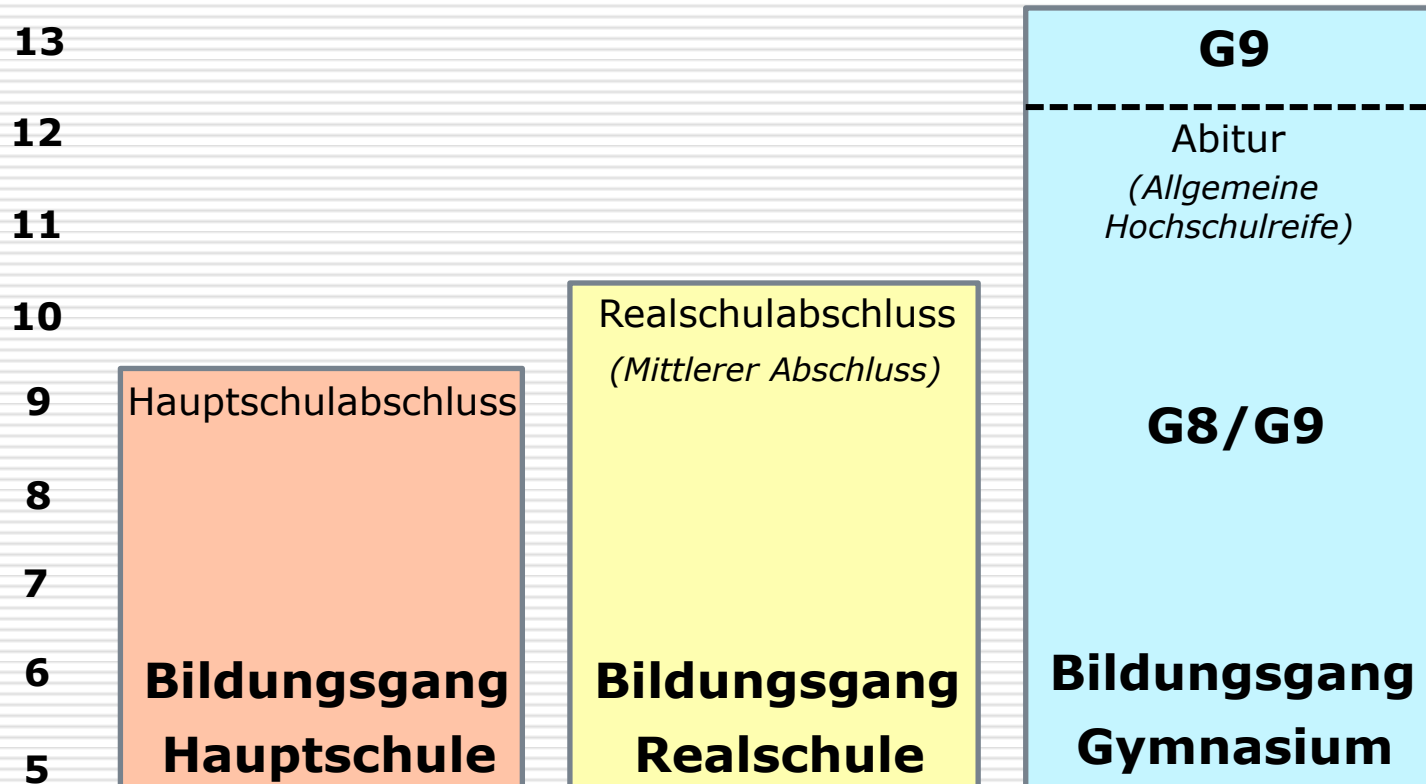 13
G9
12
Abitur
(Allgemeine
Hochschulreife)
11
10
Realschulabschluss
(Mittlerer Abschluss)
9
Hauptschulabschluss
G8/G9
8
7
6
Bildungsgang
Hauptschule
Bildungsgang
Realschule
Bildungsgang
Gymnasium
5